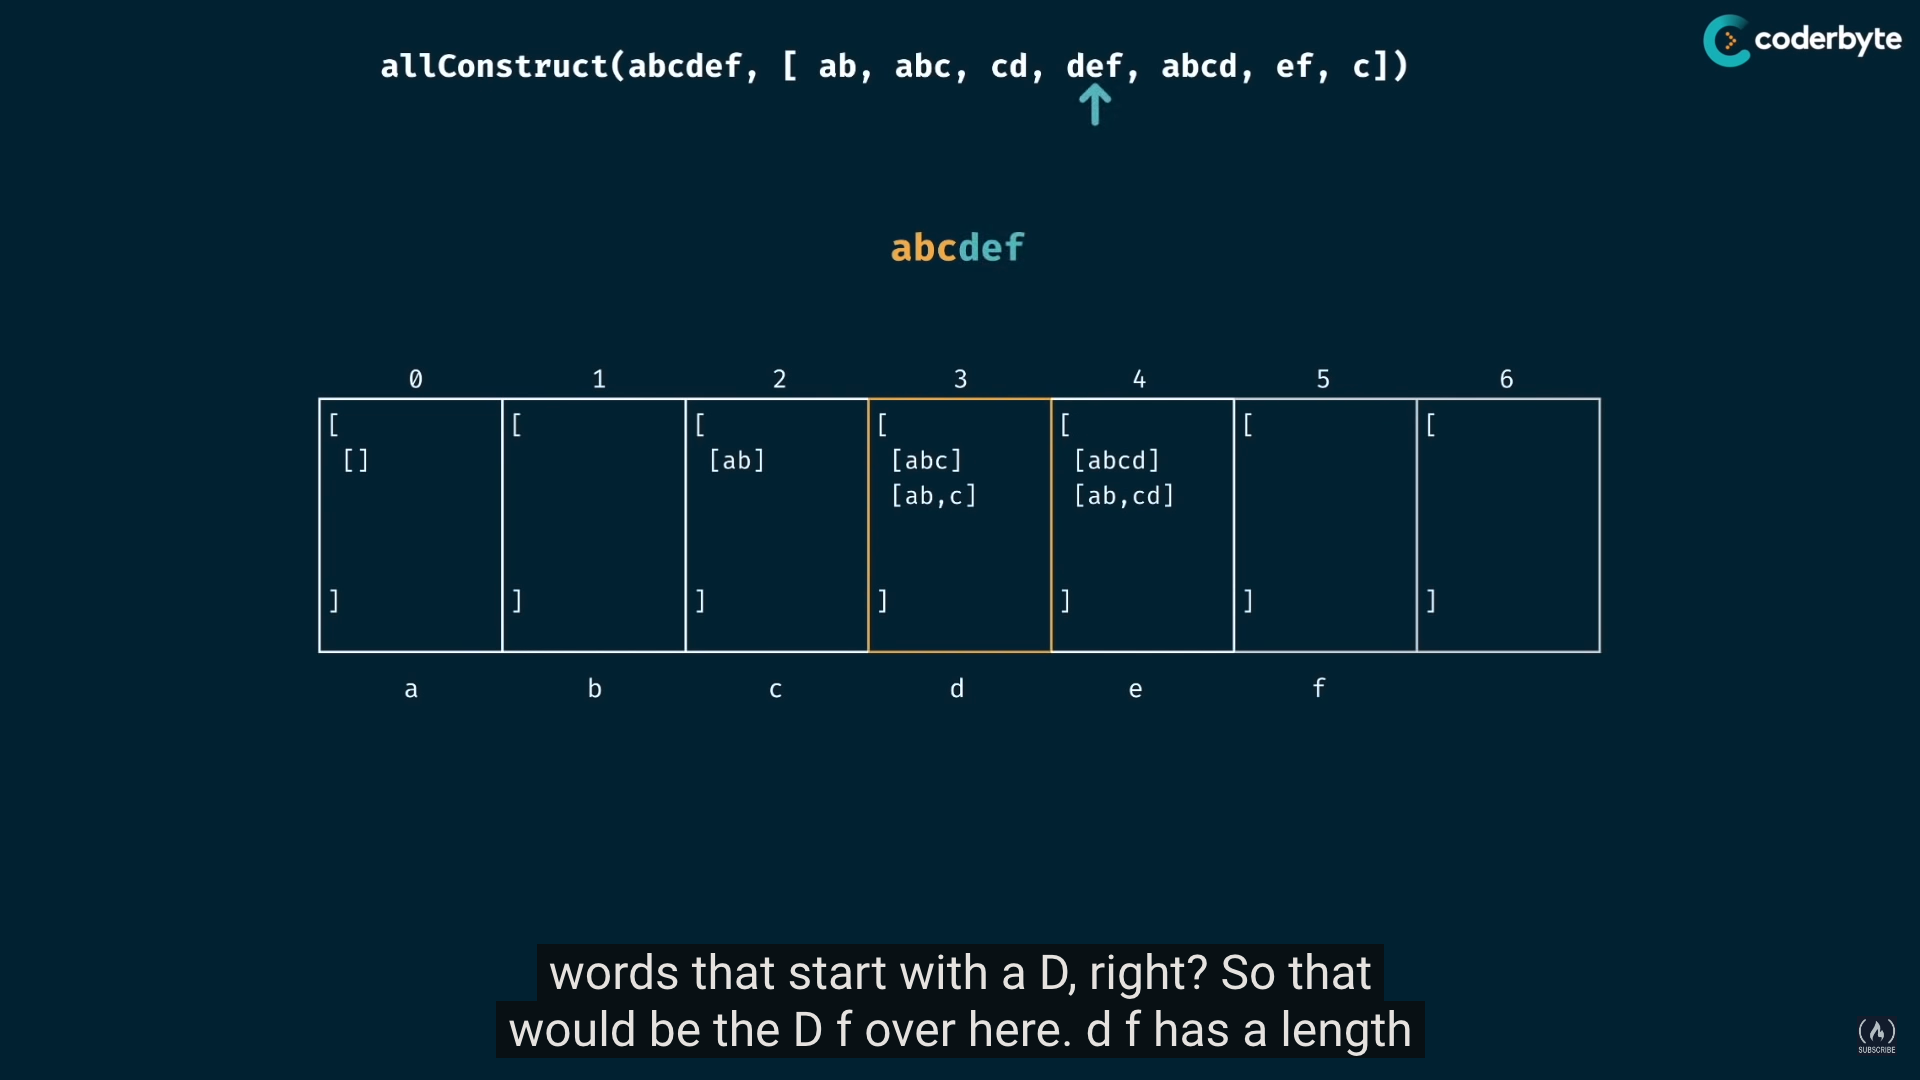 coderbyte
allConstruct(abcdef, [ ab, abc, cd, def, abcd, ef, c])
abcdef
0 1 2 3 4 5 6
[ [ [ [ [ [ [
[] [ab] [abc] [abcd]
[ab,c] [ab,cd]
] ] ] ] ] ] ]
a b c d e f
words that start with a D, right? So that
would be the D f over here. d f has a length
SUBSCRIBE